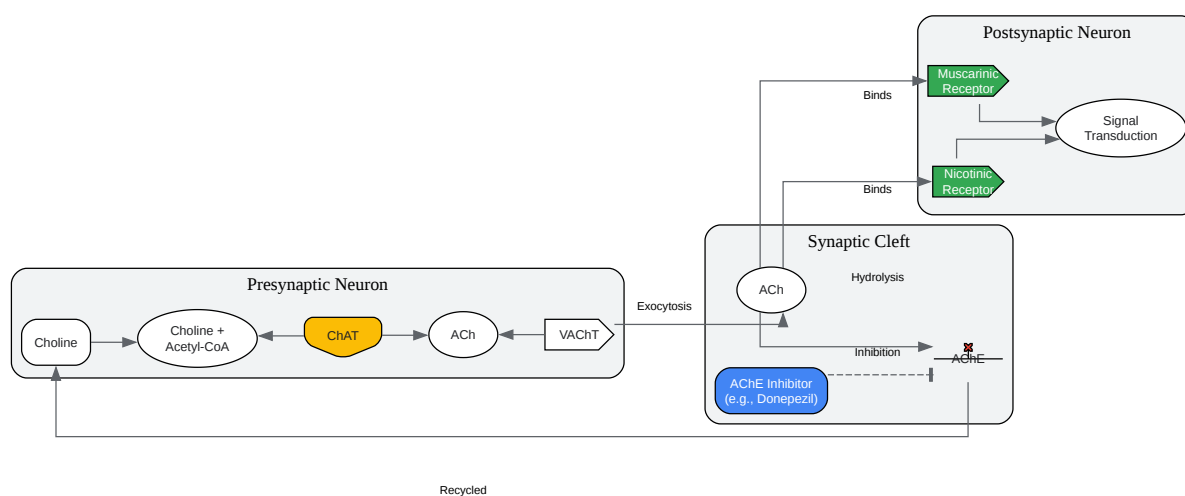 Postsynaptic Neuron
Muscarinic
Receptor
Binds
Signal
Transduction
Nicotinic
Receptor
Binds
Synaptic Cleft
Hydrolysis
ACh
Presynaptic Neuron
Exocytosis
Choline
Choline +
Acetyl-CoA
ChAT
ACh
VAChT
Inhibition
AChE
AChE Inhibitor
(e.g., Donepezil)
Recycled